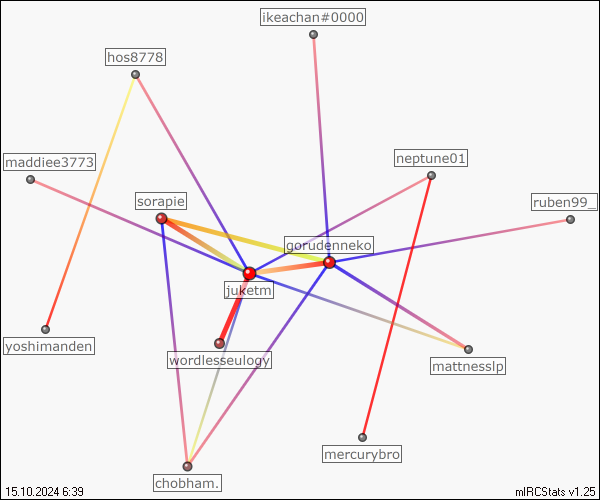 ikeachan#0000
hos8778
maddiee3773
neptune01
sorapie
ruben99_
gorudenneko
juketm
yoshimanden
wordlesseulogy
mattnesslp
mercurybro
chobham.
15.10.2024 6:39
mIRCStats v1.25